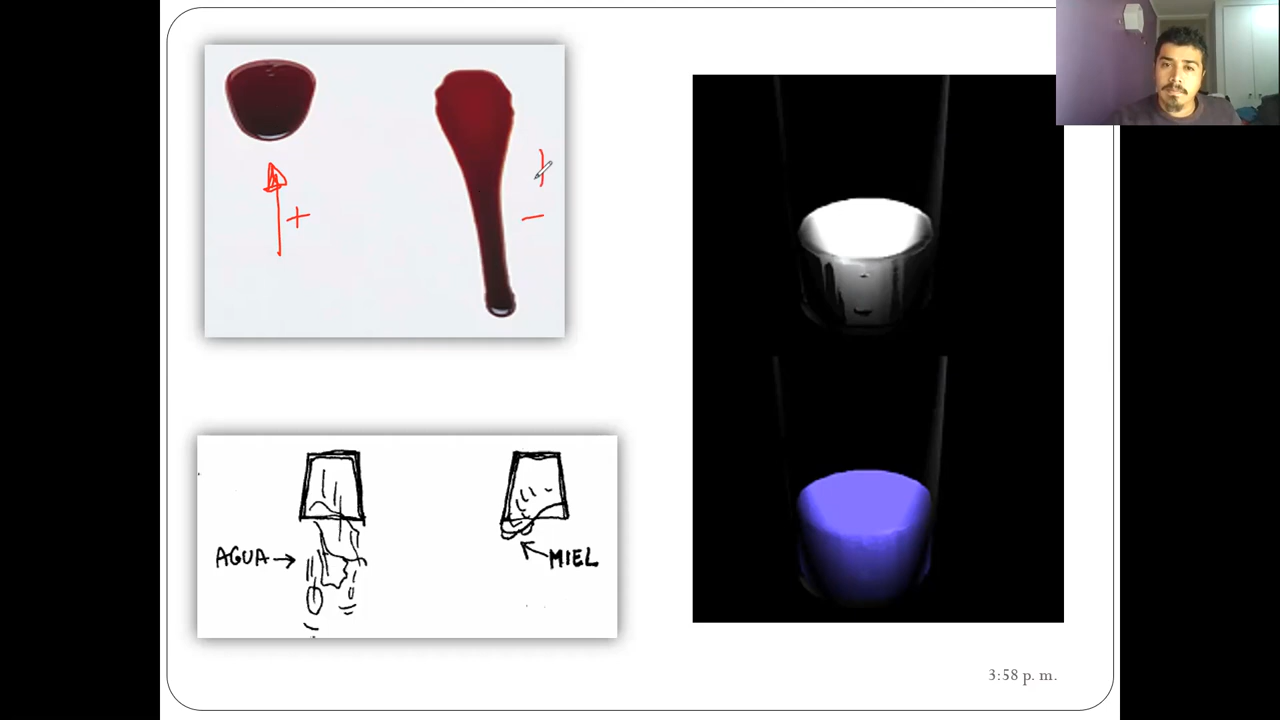 +
-
AGUA →
← MIEL
3:58 p. m.